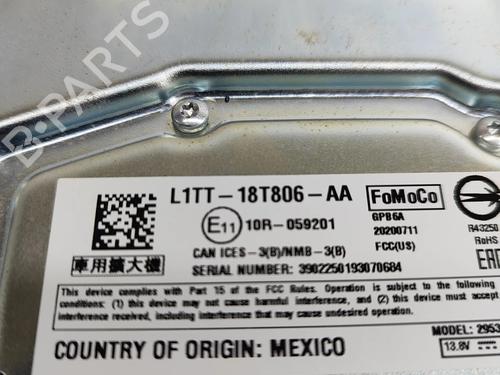 B-PARTS
L1TT-18T806-AA
FoMoCo
E11 10R-059201
GPB6A
20200711
FCC(US)
R43250
RoHS
CAN ICES-3(B)/NMB-3(B)
SERIAL NUMBER: 3902250193070684
車用擴大機
This device complies with Part 15 of the FCC Rules. Operation is subject to the
following conditions: (1) this device may not cause harmful
interference, and (2) this device must accept
interference received, including interference that may cause undesired
MODEL: 2953
COUNTRY OF ORIGIN: MEXICO
13.8V